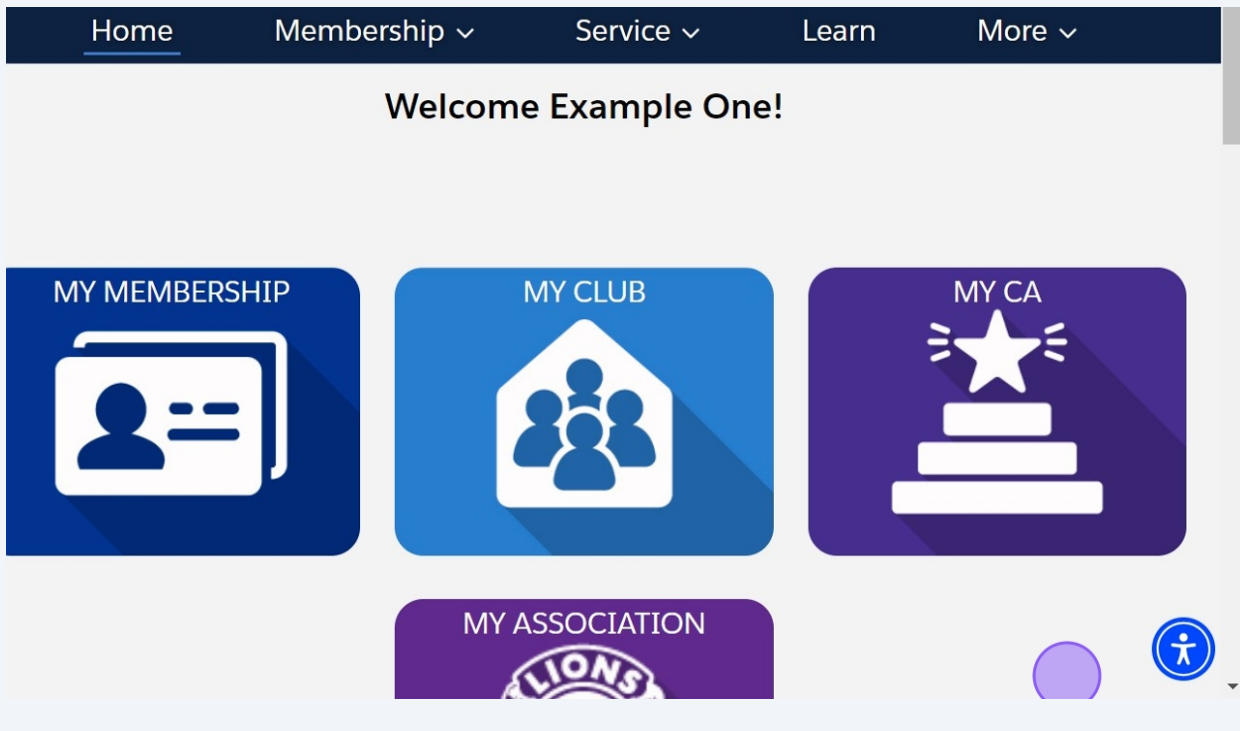 Home Membership Service Learn More
Welcome Example One!
MY MEMBERSHIP MY CLUB MY CA
MY ASSOCIATION
LIONS